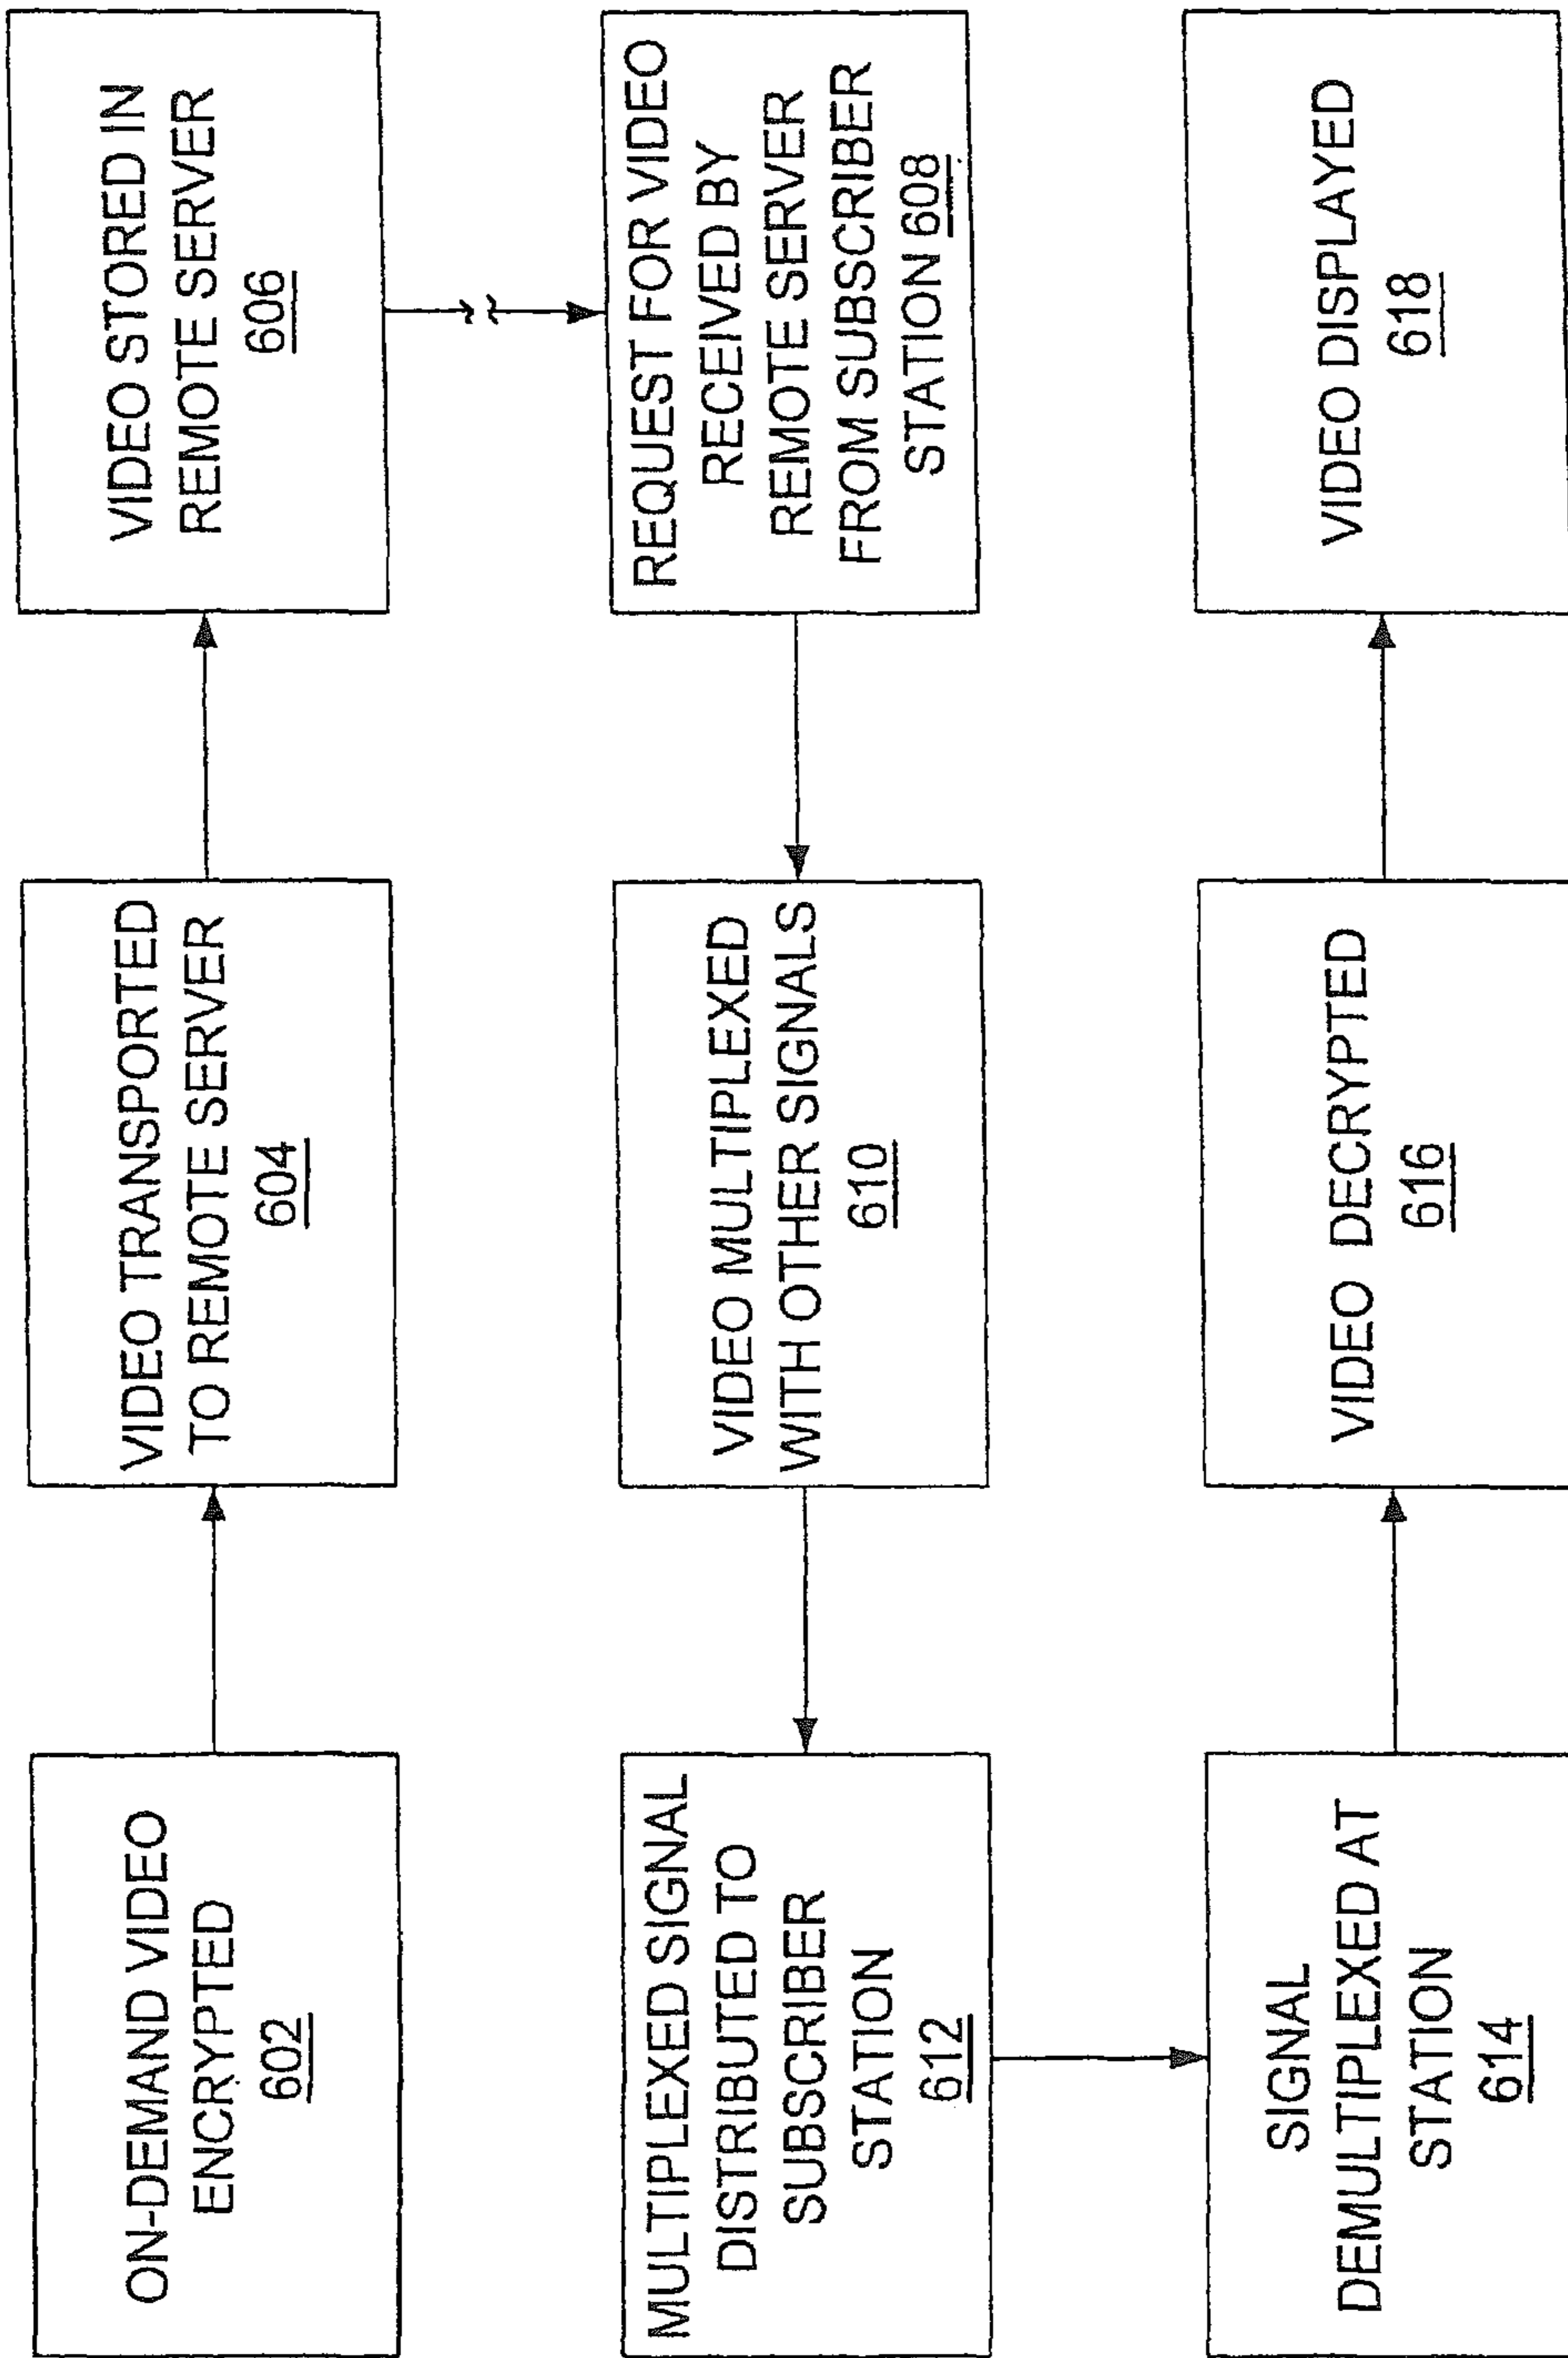 ON-DEMAND VIDEO
ENCRYPTED
602
VIDEO TRANSPORTED
TO REMOTE SERVER
604
VIDEO STORED IN
REMOTE SERVER
606
REQUEST FOR VIDEO
RECEIVED BY
REMOTE SERVER
FROM SUBSCRIBER
STATION 608
VIDEO MULTIPLEXED
WITH OTHER SIGNALS
610
MULTIPLEXED SIGNAL
DISTRIBUTED TO
SUBSCRIBER
STATION
612
SIGNAL
DEMULTIPLEXED AT
STATION
614
VIDEO DECRYPTED
616
VIDEO DISPLAYED
618